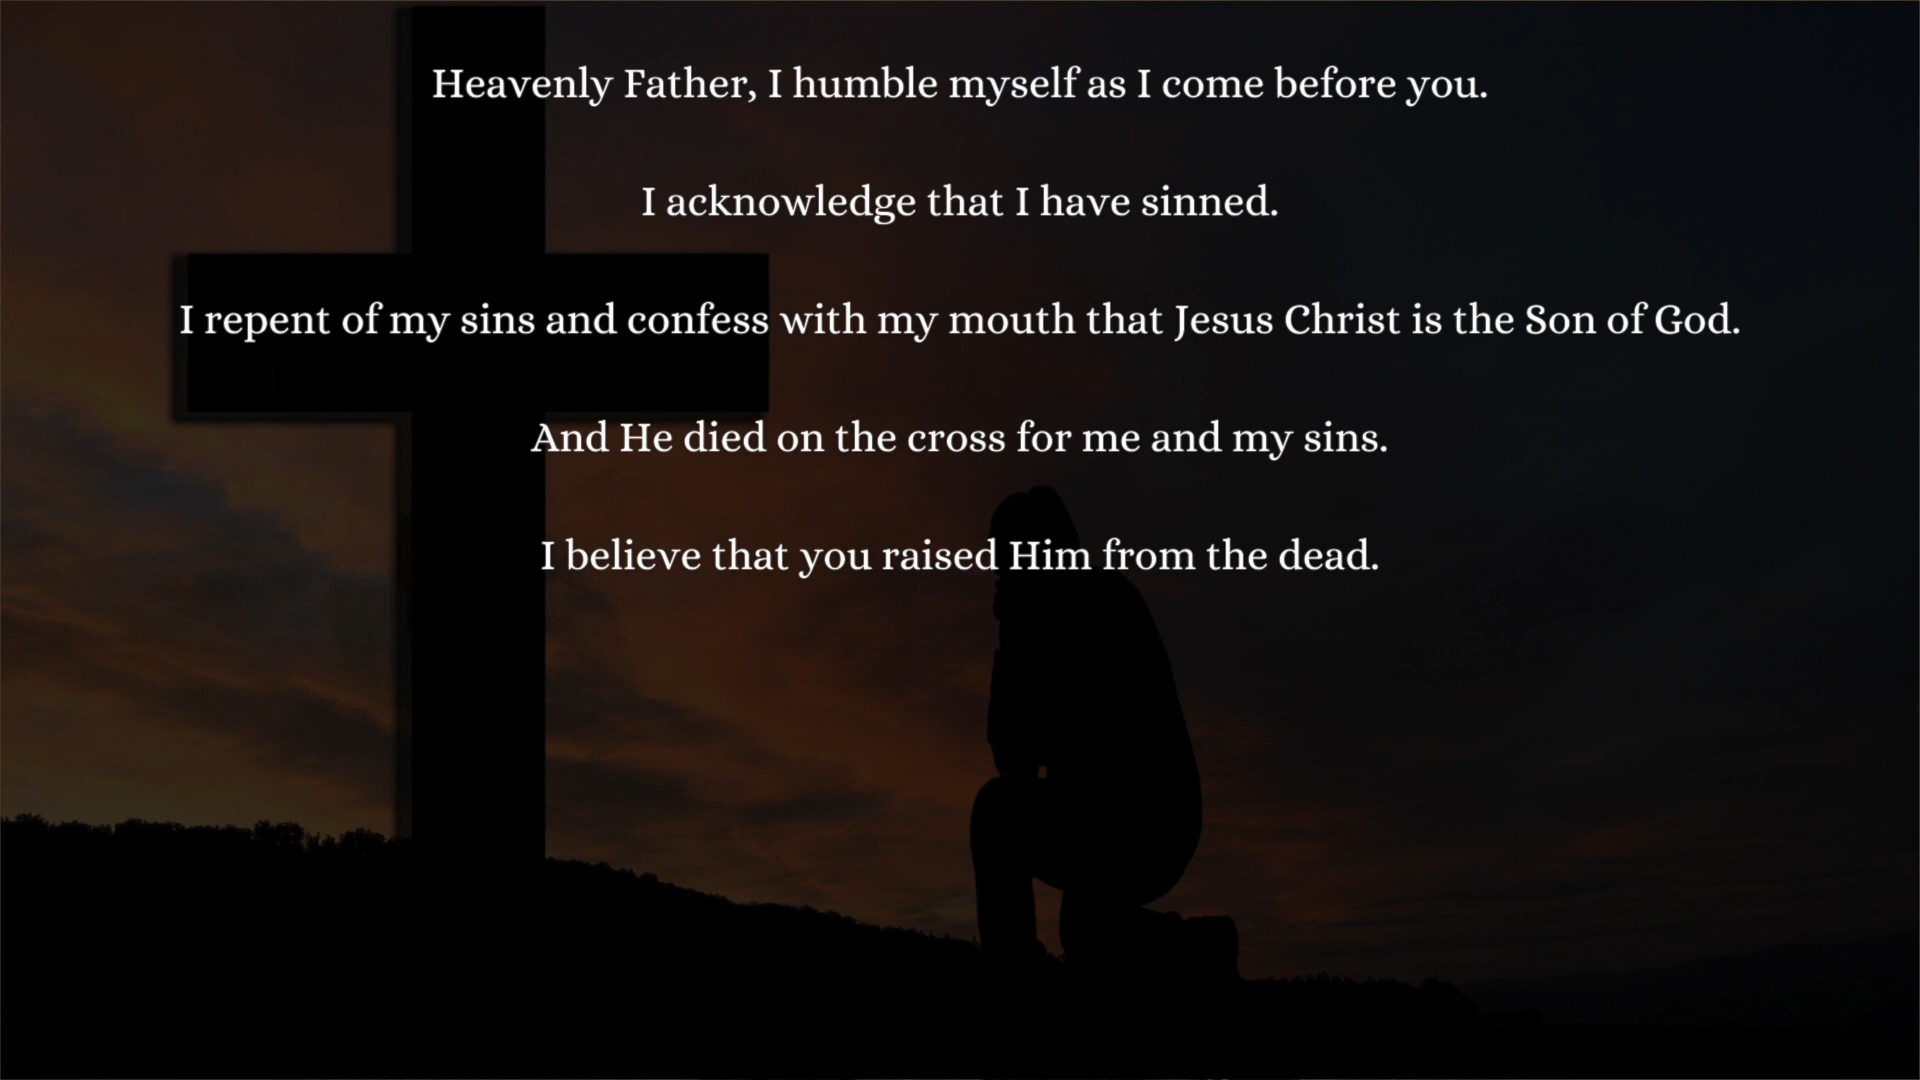 Heavenly Father, I humble myself as I come before you.
I acknowledge that I have sinned.
I repent of my sins and confess with my mouth that Jesus Christ is the Son of God.
And He died on the cross for me and my sins.
I believe that you raised Him from the dead.